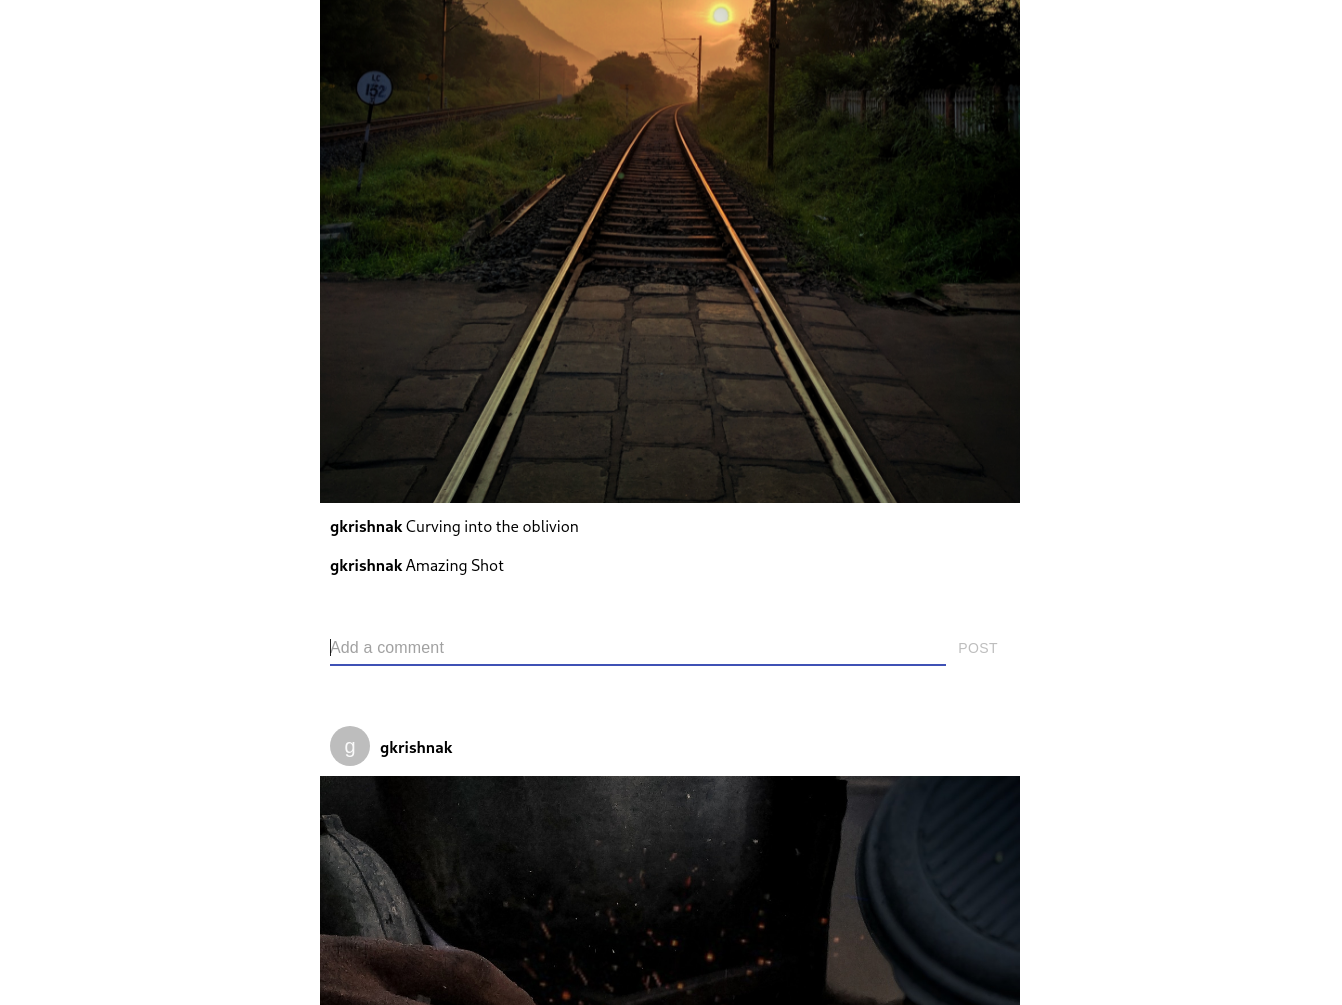 LC
152
gkrishnak Curving into the oblivion
gkrishnak Amazing Shot
Add a comment
POST
g
gkrishnak